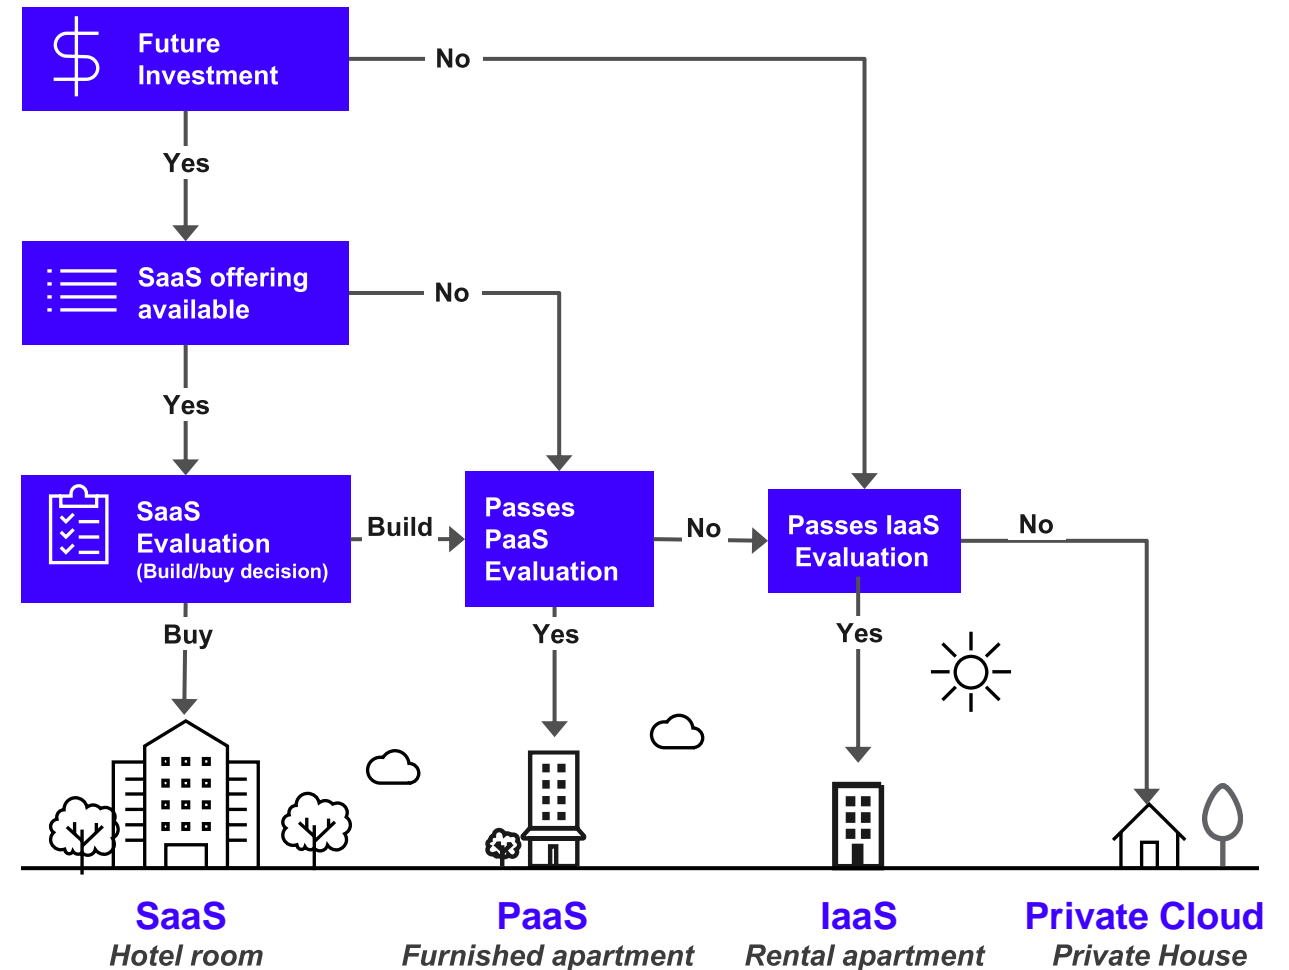 Future
Investment
No
Yes
SaaS offering
available
No
Yes
SaaS
Evaluation
(Build/buy decision)
Build
Passes
PaaS
Evaluation
No
Passes IaaS
Evaluation
No
Buy
Yes
Yes
SaaS
Hotel room
PaaS
Furnished apartment
IaaS
Rental apartment
Private Cloud
Private House